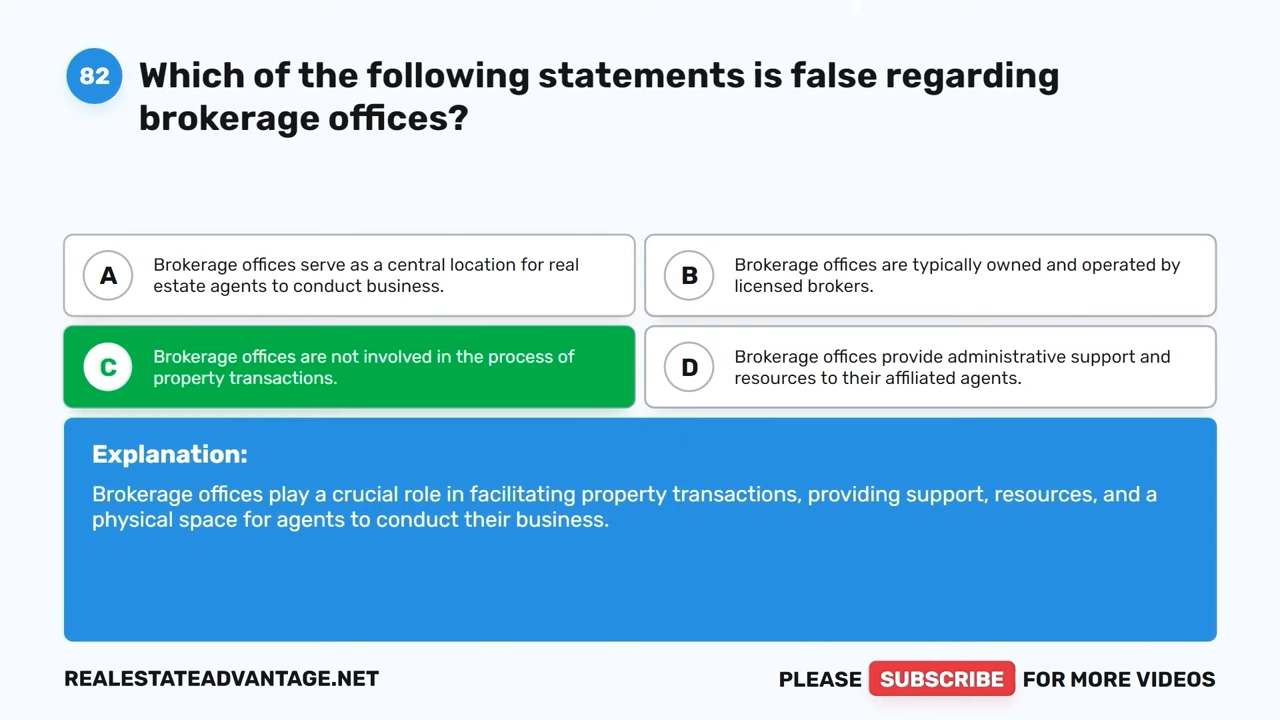 82
Which of the following statements is false regarding
brokerage offices?
A
Brokerage offices serve as a central location for real
estate agents to conduct business.
B
Brokerage offices are typically owned and operated by
licensed brokers.
C
Brokerage offices are not involved in the process of
property transactions.
D
Brokerage offices provide administrative support and
resources to their affiliated agents.
Explanation:
Brokerage offices play a crucial role in facilitating property transactions, providing support, resources, and a
physical space for agents to conduct their business.
REALESTATEADVANTAGE.NET
PLEASE SUBSCRIBE FOR MORE VIDEOS